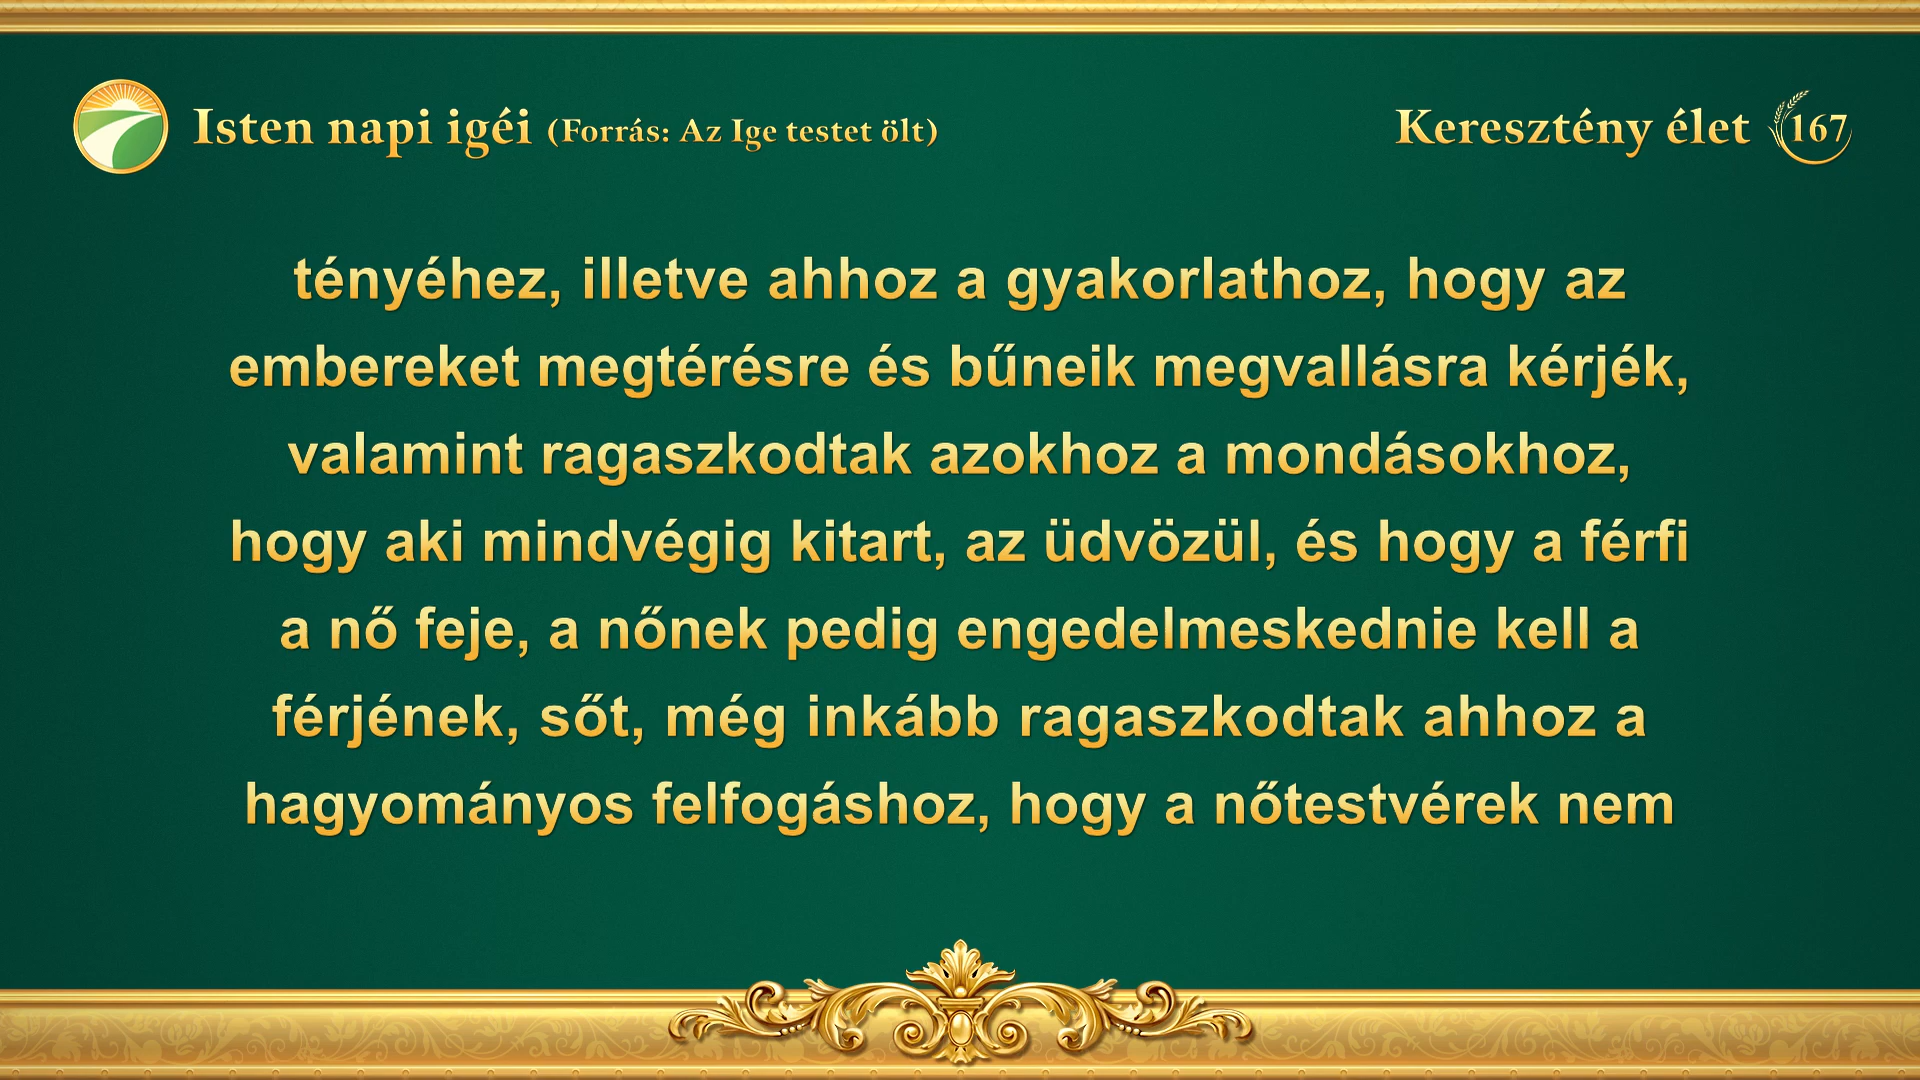 Isten napi igéi (Forrás: Az Ige testet ölt)
Keresztény élet 167
tényéhez, illetve ahhoz a gyakorlathoz, hogy az
embereket megtérésre és bűneik megvallásra kérjék,
valamint ragaszkodtak azokhoz a mondásokhoz,
hogy aki mindvégig kitart, az üdvözül, és hogy a férfi
a nő feje, a nőnek pedig engedelmeskednie kell a
férjének, sőt, még inkább ragaszkodtak ahhoz a
hagyományos felfogáshoz, hogy a nőtestvérek nem